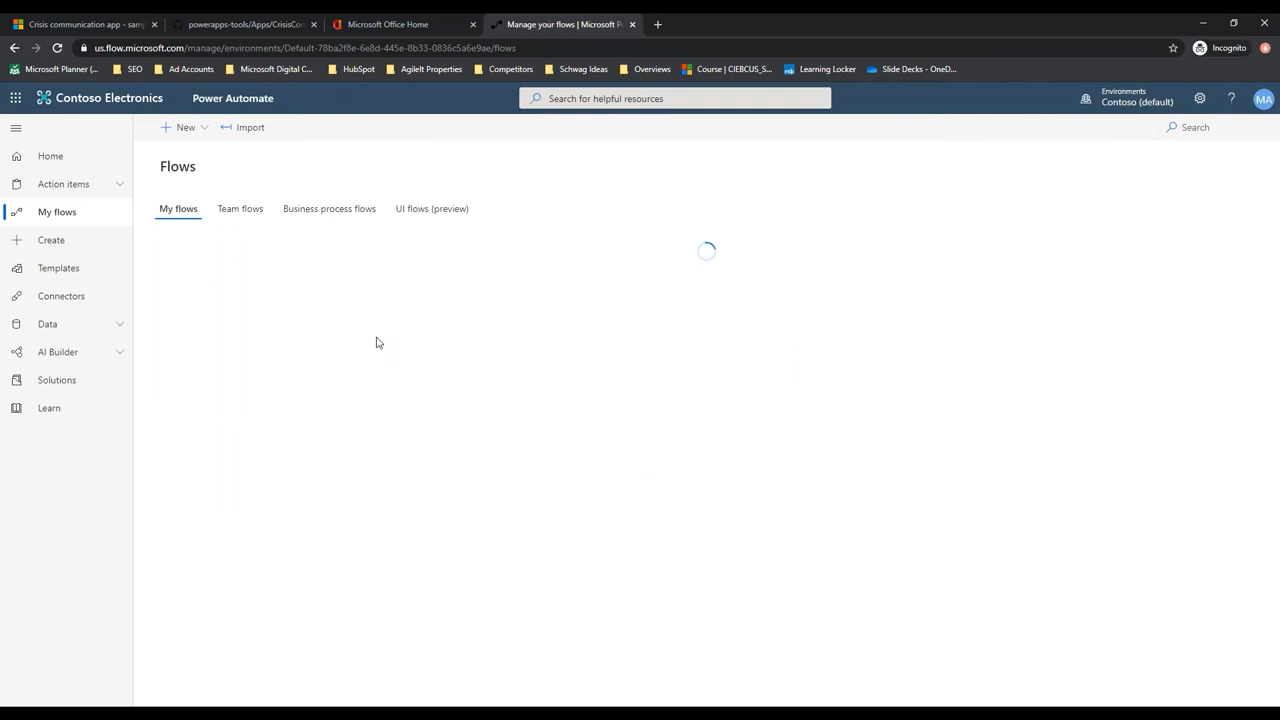 Crisis communication app - sam
powerapps-tools/Apps/CrisisCo
Microsoft Office Home
Manage your flows | Microsoft P
us.flow.microsoft.com/manage/environments/Default-78ba2f8e-6e8d-445e-8b33-0836c5a6e9ae/flows
Incognito
Microsoft Planner (...
SEO
Ad Accounts
Microsoft Digital C...
HubSpot
AgileIt Properties
Competitors
Schwag Ideas
Overviews
Course | CIEBCUS_S...
Learning Locker
Slide Decks - OneD...
Contoso Electronics
Power Automate
Search for helpful resources
Environments
Contoso (default)
?
MA
New
Import
Search
Flows
Home
Action items
My flows
Create
Templates
Connectors
Data
AI Builder
Solutions
Learn
My flows
Team flows
Business process flows
UI flows (preview)